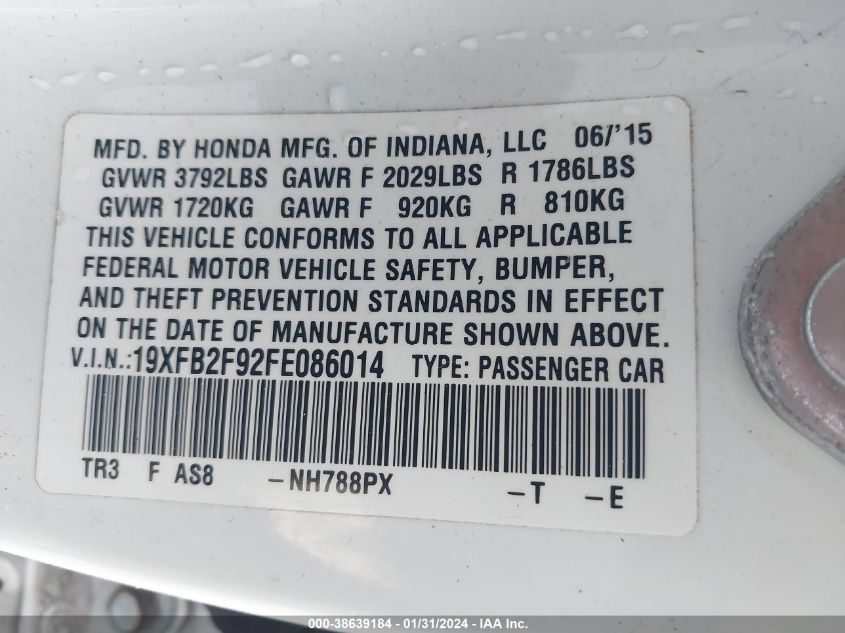 MFD. BY HONDA MFG. OF INDIANA, LLC 06/'15
GVWR 3792LBS GAWR F 2029LBS R 1786LBS
GVWR 1720KG GAWR F 920KG R 810KG
THIS VEHICLE CONFORMS TO ALL APPLICABLE
FEDERAL MOTOR VEHICLE SAFETY, BUMPER,
AND THEFT PREVENTION STANDARDS IN EFFECT
ON THE DATE OF MANUFACTURE SHOWN ABOVE.
V.I.N.:19XFB2F92FE086014 TYPE: PASSENGER CAR
TR3 F AS8 -NH788PX -T -E
000-38639184 - 01/31/2024 - IAA Inc.